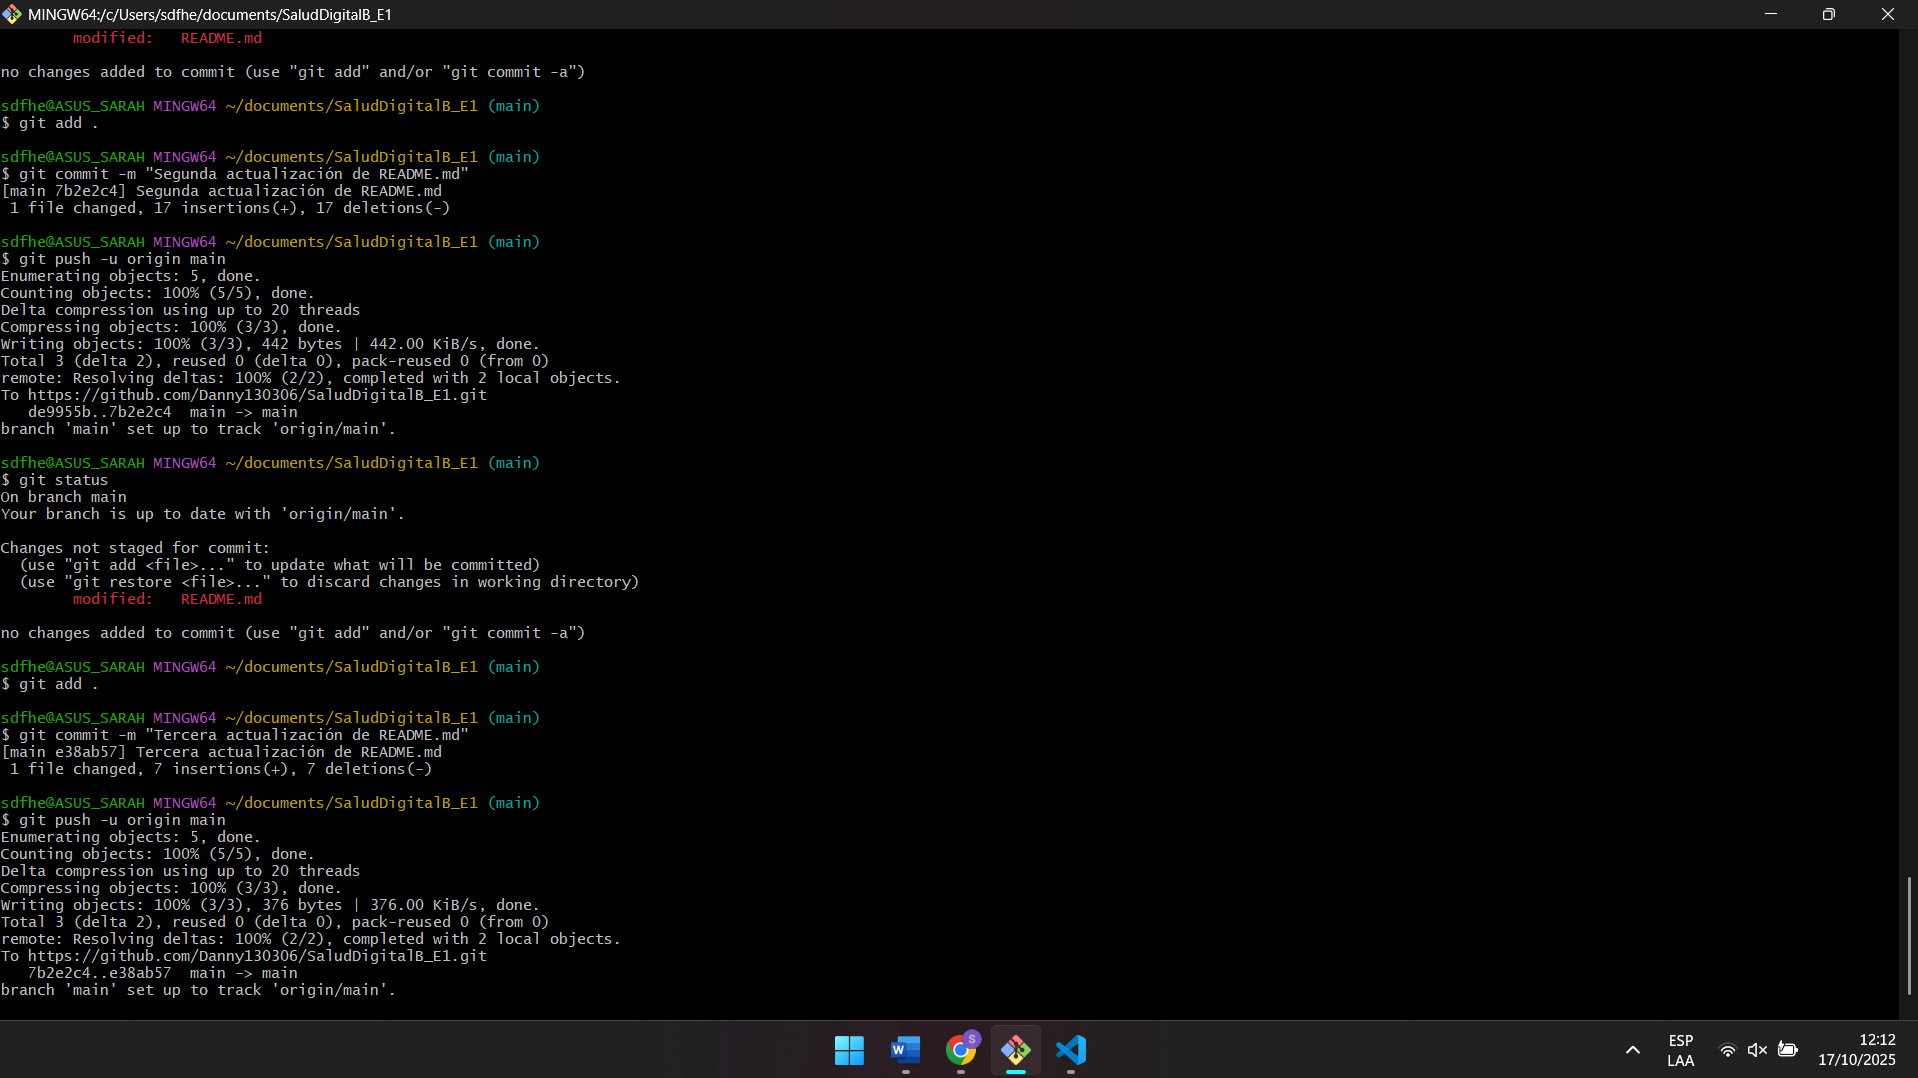 MINGW64:/c/Users/sdfhe/documents/SaludDigitalB_E1
modified:   README.md
no changes added to commit (use "git add" and/or "git commit -a")
sdfhe@ASUS_SARAH MINGW64 ~/documents/SaludDigitalB_E1 (main)
$ git add .
sdfhe@ASUS_SARAH MINGW64 ~/documents/SaludDigitalB_E1 (main)
$ git commit -m "Segunda actualización de README.md"
[main 7b2e2c4] Segunda actualización de README.md
1 file changed, 17 insertions(+), 17 deletions(-)
sdfhe@ASUS_SARAH MINGW64 ~/documents/SaludDigitalB_E1 (main)
$ git push -u origin main
Enumerating objects: 5, done.
Counting objects: 100% (5/5), done.
Delta compression using up to 20 threads
Compressing objects: 100% (3/3), done.
Writing objects: 100% (3/3), 442 bytes | 442.00 KiB/s, done.
Total 3 (delta 2), reused 0 (delta 0), pack-reused 0 (from 0)
remote: Resolving deltas: 100% (2/2), completed with 2 local objects.
To https://github.com/Danny130306/SaludDigitalB_E1.git
de9955b..7b2e2c4  main -> main
branch 'main' set up to track 'origin/main'.
sdfhe@ASUS_SARAH MINGW64 ~/documents/SaludDigitalB_E1 (main)
$ git status
On branch main
Your branch is up to date with 'origin/main'.
Changes not staged for commit:
(use "git add <file>..." to update what will be committed)
(use "git restore <file>..." to discard changes in working directory)
modified:   README.md
no changes added to commit (use "git add" and/or "git commit -a")
sdfhe@ASUS_SARAH MINGW64 ~/documents/SaludDigitalB_E1 (main)
$ git add .
sdfhe@ASUS_SARAH MINGW64 ~/documents/SaludDigitalB_E1 (main)
$ git commit -m "Tercera actualización de README.md"
[main e38ab57] Tercera actualización de README.md
1 file changed, 7 insertions(+), 7 deletions(-)
sdfhe@ASUS_SARAH MINGW64 ~/documents/SaludDigitalB_E1 (main)
$ git push -u origin main
Enumerating objects: 5, done.
Counting objects: 100% (5/5), done.
Delta compression using up to 20 threads
Compressing objects: 100% (3/3), done.
Writing objects: 100% (3/3), 376 bytes | 376.00 KiB/s, done.
Total 3 (delta 2), reused 0 (delta 0), pack-reused 0 (from 0)
remote: Resolving deltas: 100% (2/2), completed with 2 local objects.
To https://github.com/Danny130306/SaludDigitalB_E1.git
7b2e2c4..e38ab57  main -> main
branch 'main' set up to track 'origin/main'.
W
S
ESP
LAA
12:12
17/10/2025